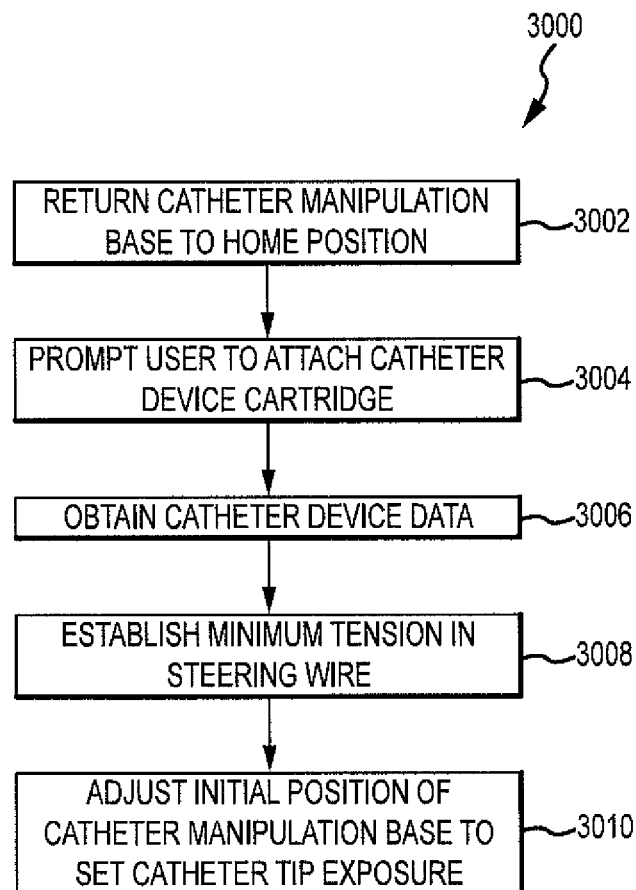 3000
RETURN CATHETER MANIPULATION
BASE TO HOME POSITION
3002
PROMPT USER TO ATTACH CATHETER
DEVICE CARTRIDGE
3004
OBTAIN CATHETER DEVICE DATA
3006
ESTABLISH MINIMUM TENSION IN
STEERING WIRE
3008
ADJUST INITIAL POSITION OF
CATHETER MANIPULATION BASE TO
SET CATHETER TIP EXPOSURE
3010